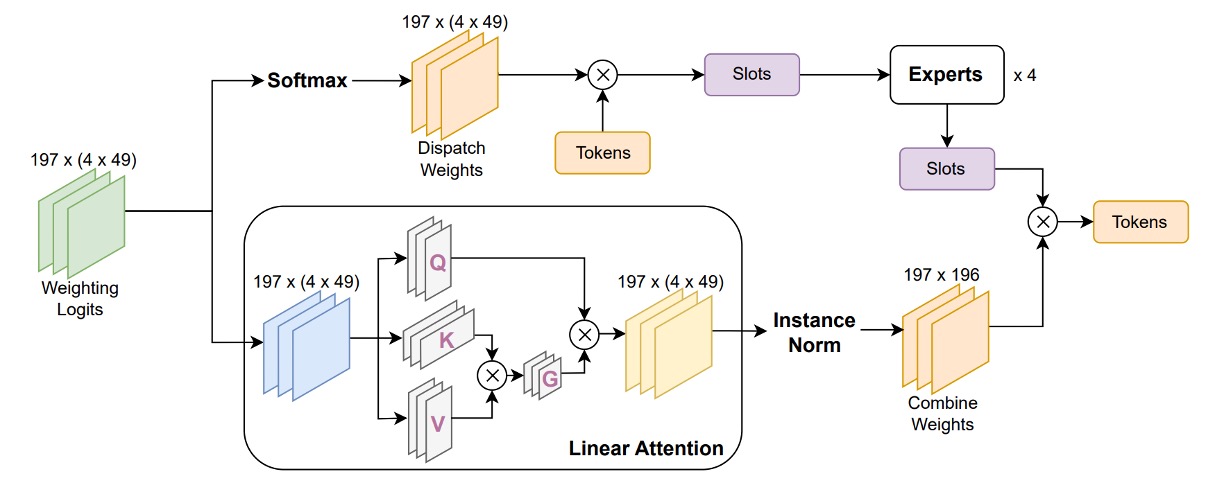 197 x (4 x 49)
Weighting
Logits
Softmax
197 x (4 x 49)
Dispatch
Weights
Tokens
Slots
Experts
x 4
Slots
Tokens
197 x (4 x 49)
Q
K
V
G
197 x (4 x 49)
Linear Attention
Instance
Norm
197 x 196
Combine
Weights